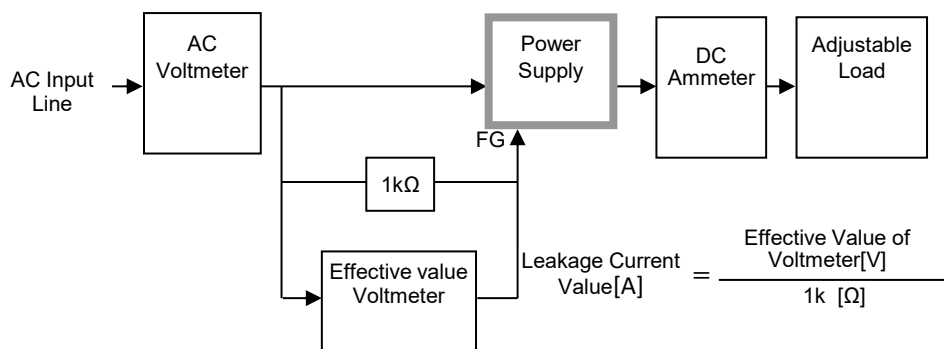 AC
Voltmeter
AC Input
Line
Power
Supply
DC
Ammeter
Adjustable
Load
FG
1kΩ
Effective value
Voltmeter
Leakage Current
Value[A]
=
Effective Value of
Voltmeter[V]
1k [Ω]